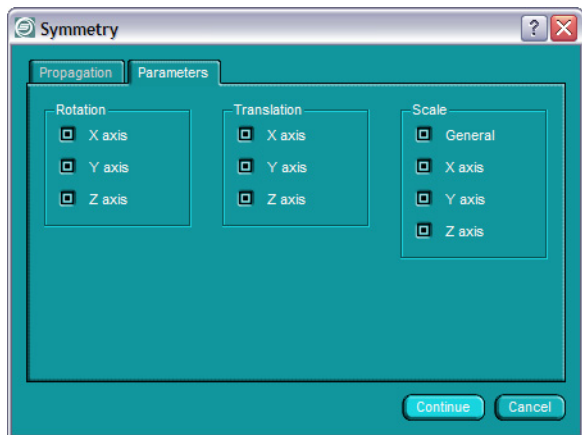 Symmetry
?
Propagation
Parameters
Rotation
X axis
Y axis
Z axis
Translation
X axis
Y axis
Z axis
Scale
General
X axis
Y axis
Z axis
Continue
Cancel